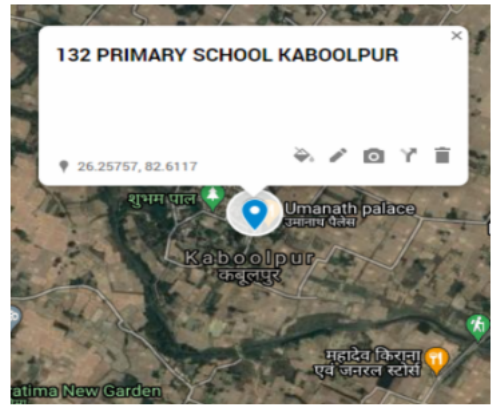 132 PRIMARY SCHOOL KABOOLPUR
26.25757, 82.6117
शुभम पाल
Umanath palace
उमानाथ पैलेस
Kaboolpur
कबूलपुर
महादेव किराना
एवं जनरल स्टोर्स
atima New Garden